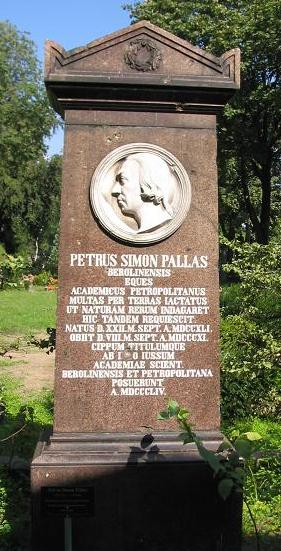 PETRUS SIMON PALLAS
BEROLINENSIS
EQUES
ACADEMICUS PETROPOLITANUS
MULTAS PER TERRAS IACTATUS
UT NATURAM RERUM INDAGARET
HIC TANDEM REQUIESCIT.
NATUS D. XXII. M. SEPT. A. MDCCXLI.
OBIIT D. VIII. M. SEPT. A. MDCCCXI.
CIPPUM TITULUMQUE
AB I O IUSSUM
ACADEMIAE SCIENT.
BEROLINENSIS ET PETROPOLITANA
POSUERUNT
A. MDCCCLIV.